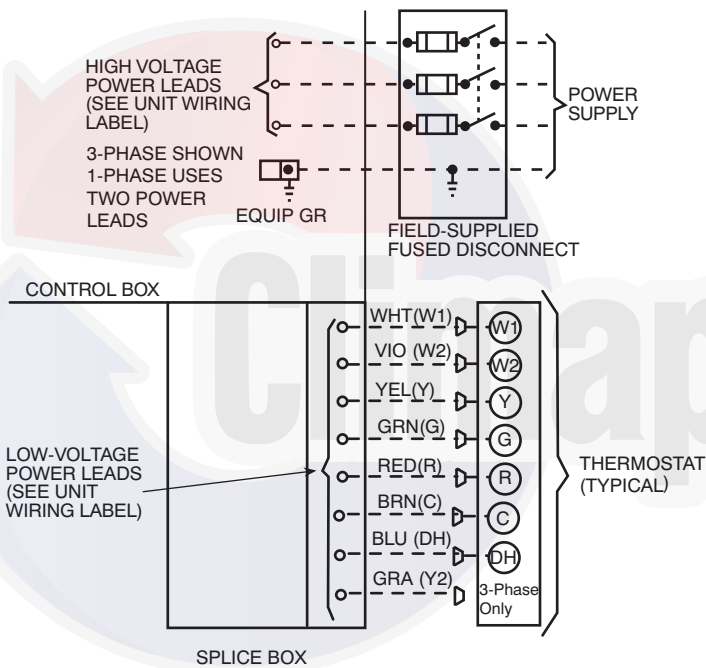 HIGH VOLTAGE
POWER LEADS
(SEE UNIT WIRING
LABEL)
3-PHASE SHOWN
1-PHASE USES
TWO POWER
LEADS
EQUIP GR
POWER
SUPPLY
FIELD-SUPPLIED
FUSED DISCONNECT
CONTROL BOX
LOW-VOLTAGE
POWER LEADS
(SEE UNIT
WIRING LABEL)
WHT(W1)
W1
VIO (W2)
W2
YEL(Y)
Y
GRN(G)
G
RED(R)
R
BRN(C)
C
BLU (DH)
DH
GRA (Y2)
3-Phase
Only
THERMOSTAT
(TYPICAL)
SPLICE BOX
Climap